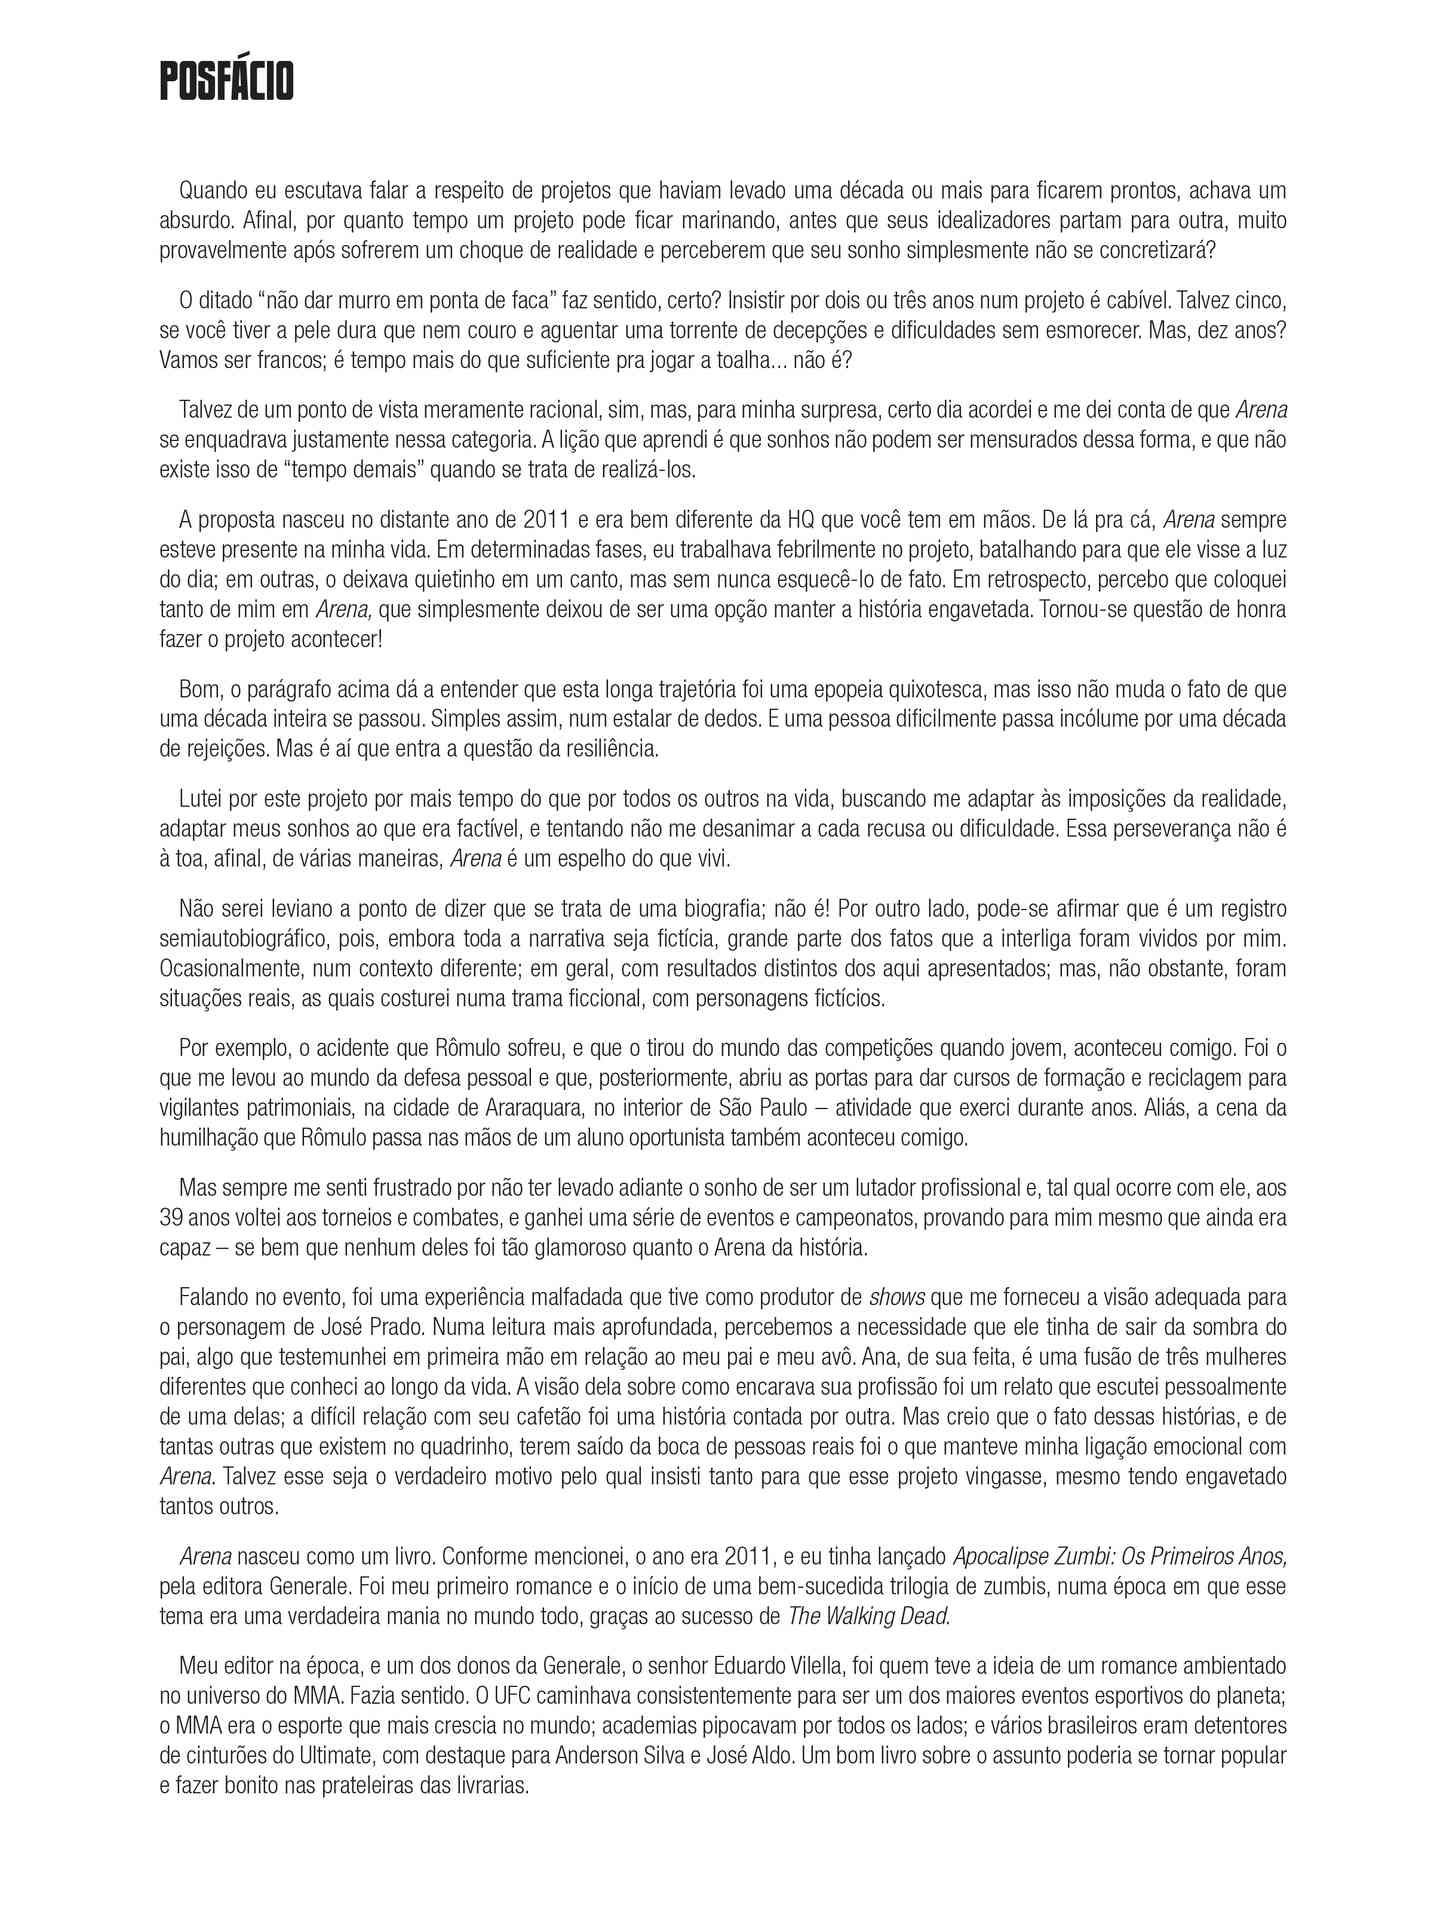 POSFÁCIO
Quando eu escutava falar a respeito de projetos que haviam levado uma década ou mais para ficarem prontos, achava um
absurdo. Afinal, por quanto tempo um projeto pode ficar marinando, antes que seus idealizadores partam para outra, muito
provavelmente após sofrerem um choque de realidade e perceberem que seu sonho simplesmente não se concretizará?
O ditado “não dar murro em ponta de faca” faz sentido, certo? Insistir por dois ou três anos num projeto é cabível. Talvez cinco,
se você tiver a pele dura que nem couro e aguentar uma torrente de decepções e dificuldades sem esmorecer. Mas, dez anos?
Vamos ser francos; é tempo mais do que suficiente pra jogar a toalha... não é?
Talvez de um ponto de vista meramente racional, sim, mas, para minha surpresa, certo dia acordei e me dei conta de que Arena
se enquadrava justamente nessa categoria. A lição que aprendi é que sonhos não podem ser mensurados dessa forma, e que não
existe isso de “tempo demais” quando se trata de realizá-los.
A proposta nasceu no distante ano de 2011 e era bem diferente da HQ que você tem em mãos. De lá pra cá, Arena sempre
esteve presente na minha vida. Em determinadas fases, eu trabalhava febrilmente no projeto, batalhando para que ele visse a luz
do dia; em outras, o deixava quietinho em um canto, mas sem nunca esquecê-lo de fato. Em retrospecto, percebo que coloquei
tanto de mim em Arena, que simplesmente deixou de ser uma opção manter a história engavetada. Tornou-se questão de honra
fazer o projeto acontecer!
Bom, o parágrafo acima dá a entender que esta longa trajetória foi uma epopeia quixotesca, mas isso não muda o fato de que
uma década inteira se passou. Simples assim, num estalar de dedos. E uma pessoa dificilmente passa incólume por uma década
de rejeições. Mas é aí que entra a questão da resiliência.
Lutei por este projeto por mais tempo do que por todos os outros na vida, buscando me adaptar às imposições da realidade,
adaptar meus sonhos ao que era factível, e tentando não me desanimar a cada recusa ou dificuldade. Essa perseverança não é
à toa, afinal, de várias maneiras, Arena é um espelho do que vivi.
Não serei leviano a ponto de dizer que se trata de uma biografia; não é! Por outro lado, pode-se afirmar que é um registro
semiautobiográfico, pois, embora toda a narrativa seja fictícia, grande parte dos fatos que a interliga foram vividos por mim.
Ocasionalmente, num contexto diferente; em geral, com resultados distintos dos aqui apresentados; mas, não obstante, foram
situações reais, as quais costurei numa trama ficcional, com personagens fictícios.
Por exemplo, o acidente que Rômulo sofreu, e que o tirou do mundo das competições quando jovem, aconteceu comigo. Foi o
que me levou ao mundo da defesa pessoal e que, posteriormente, abriu as portas para dar cursos de formação e reciclagem para
vigilantes patrimoniais, na cidade de Araraquara, no interior de São Paulo – atividade que exerci durante anos. Aliás, a cena da
humilhação que Rômulo passa nas mãos de um aluno oportunista também aconteceu comigo.
Mas sempre me senti frustrado por não ter levado adiante o sonho de ser um lutador profissional e, tal qual ocorre com ele, aos
39 anos voltei aos torneios e combates, e ganhei uma série de eventos e campeonatos, provando para mim mesmo que ainda era
capaz – se bem que nenhum deles foi tão glamoroso quanto o Arena da história.
Falando no evento, foi uma experiência malfadada que tive como produtor de shows que me forneceu a visão adequada para
o personagem de José Prado. Numa leitura mais aprofundada, percebemos a necessidade que ele tinha de sair da sombra do
pai, algo que testemunhei em primeira mão em relação ao meu pai e meu avô. Ana, de sua feita, é uma fusão de três mulheres
diferentes que conheci ao longo da vida. A visão dela sobre como encarava sua profissão foi um relato que escutei pessoalmente
de uma delas; a difícil relação com seu cafetão foi uma história contada por outra. Mas creio que o fato dessas histórias, e de
tantas outras que existem no quadrinho, terem saído da boca de pessoas reais foi o que manteve minha ligação emocional com
Arena. Talvez esse seja o verdadeiro motivo pelo qual insisti tanto para que esse projeto vingasse, mesmo tendo engavetado
tantos outros.
Arena nasceu como um livro. Conforme mencionei, o ano era 2011, e eu tinha lançado Apocalipse Zumbi: Os Primeiros Anos,
pela editora Generale. Foi meu primeiro romance e o início de uma bem-sucedida trilogia de zumbis, numa época em que esse
tema era uma verdadeira mania no mundo todo, graças ao sucesso de The Walking Dead.
Meu editor na época, e um dos donos da Generale, o senhor Eduardo Vilella, foi quem teve a ideia de um romance ambientado
no universo do MMA. Fazia sentido. O UFC caminhava consistentemente para ser um dos maiores eventos esportivos do planeta;
o MMA era o esporte que mais crescia no mundo; academias pipocavam por todos os lados; e vários brasileiros eram detentores
de cinturões do Ultimate, com destaque para Anderson Silva e José Aldo. Um bom livro sobre o assunto poderia se tornar popular
e fazer bonito nas prateleiras das livrarias.